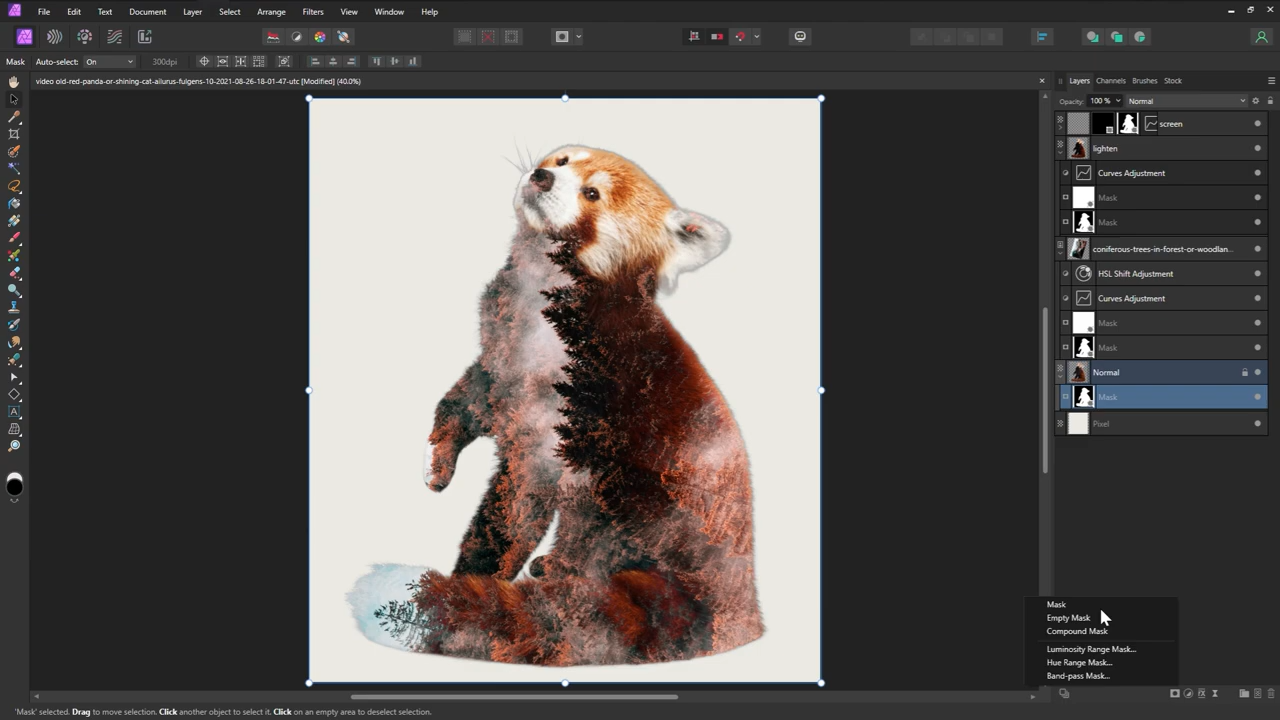 File Edit Text Document Layer Select Arrange Filters View Window Help
Mask Auto-select: On 300dpi
video old-red-panda-or-shining-cat-ailurus-fulgens-10-2021-08-26-18-01-47-utc [Modified] (40.0%)
Layers Channels Brushes Stock
Opacity: 100 % Normal
screen
lighten
Curves Adjustment
Mask
Mask
coniferous-trees-in-forest-or-woodlan...
HSL Shift Adjustment
Curves Adjustment
Mask
Mask
Normal
Mask
Pixel
Mask
Empty Mask
Compound Mask
Luminosity Range Mask...
Hue Range Mask...
Band-pass Mask...
'Mask' selected. Drag to move selection. Click another object to select it. Click on an empty area to deselect selection.